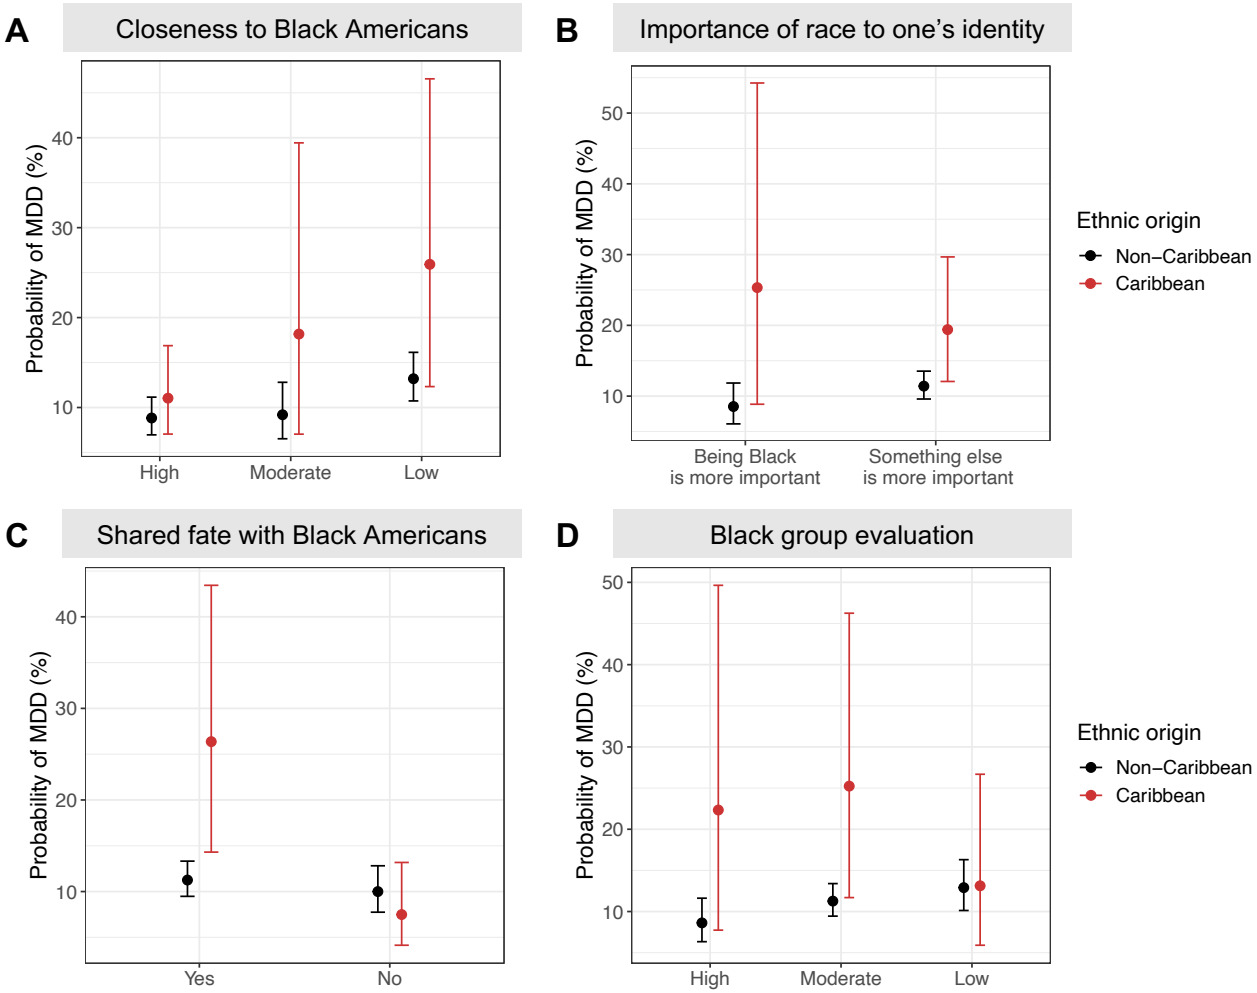 A
Closeness to Black Americans
Probability of MDD (%)
40
30
20
10
High
Moderate
Low
B
Importance of race to one’s identity
Probability of MDD (%)
50
40
30
20
10
Being Black
is more important
Something else
is more important
Ethnic origin
Non−Caribbean
Caribbean
C
Shared fate with Black Americans
Probability of MDD (%)
40
30
20
10
Yes
No
D
Black group evaluation
Probability of MDD (%)
50
40
30
20
10
High
Moderate
Low
Ethnic origin
Non−Caribbean
Caribbean